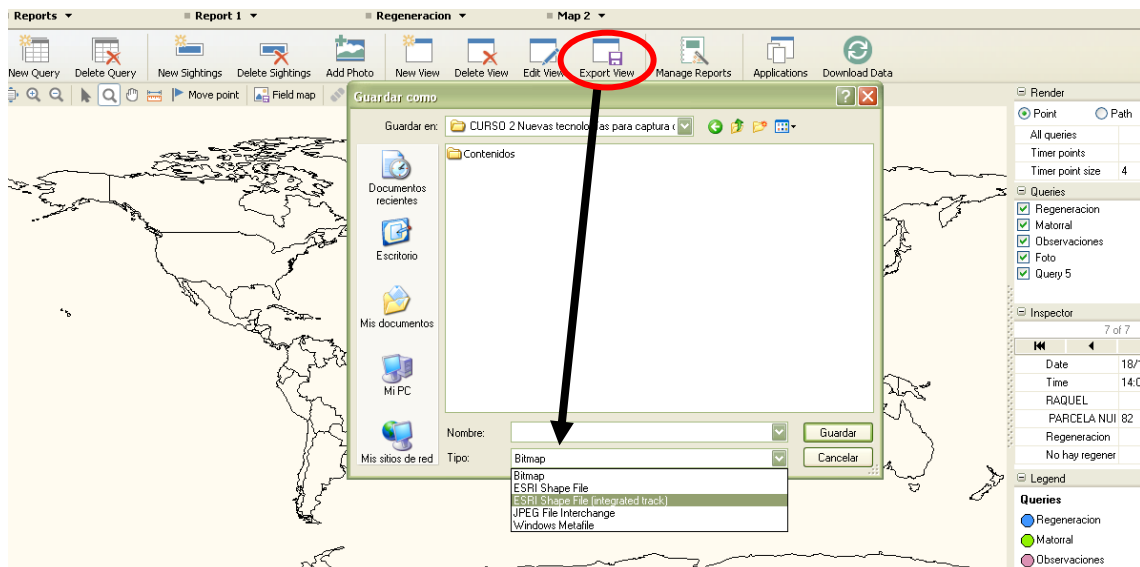 Reports Report 1 Regeneracion Map 2
New Query Delete Query New Sightings Delete Sightings Add Photo New View Delete View Edit View Export View Manage Reports Applications Download Data
Move point Field map
Guardar como
Guardar en: CURSO 2 Nuevas tecnologías para captura
Contenidos
Documentos recientes
Escritorio
Mis documentos
Mi PC
Mis sitios de red
Nombre: Guardar
Tipo: Bitmap Cancelar
Bitmap
ESRI Shape File
ESRI Shape File (integrated track)
JPEG File Interchange
Windows Metafile
Render
Point Path
All queries
Timer points
Timer point size 4
Queries
Regeneracion
Matorral
Observaciones
Foto
Query 5
Inspector
7 of 7
Date 18/
Time 14:0
RAQUEL
PARCELA NUI 82
Regeneracion
No hay regener
Legend
Queries
Regeneracion
Matorral
Observaciones